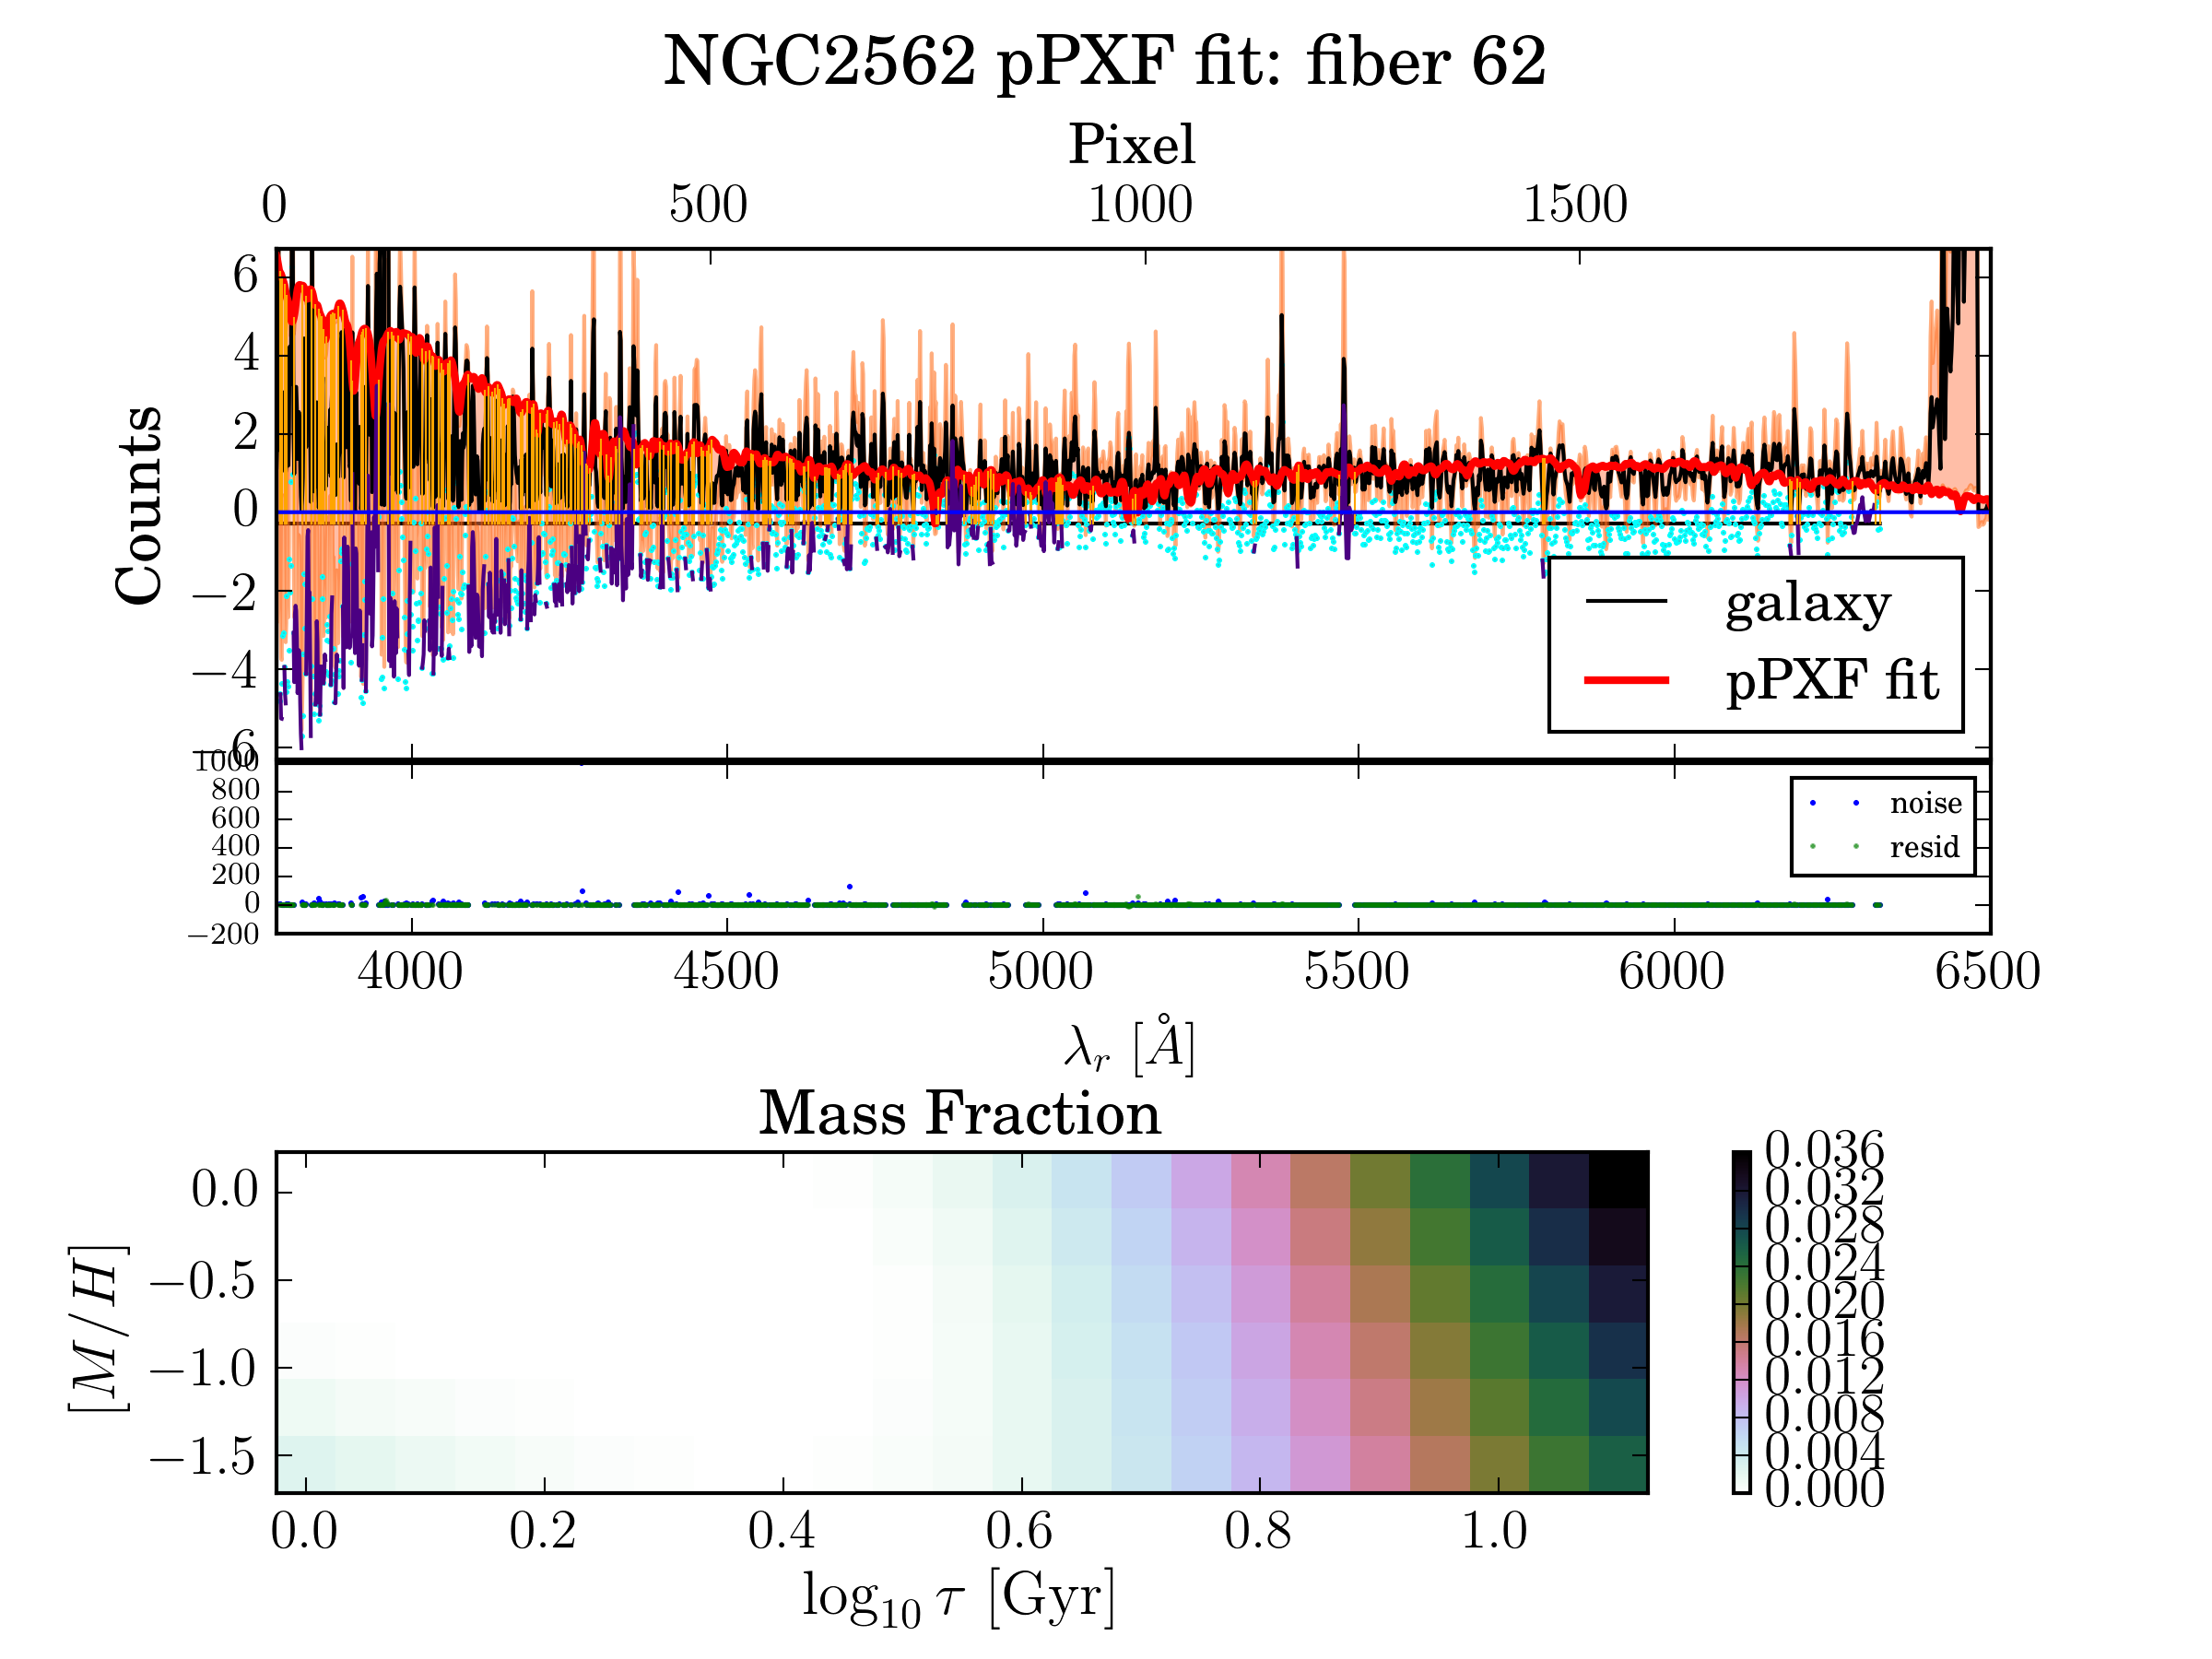 NGC2562 pPXF fit: fiber 62
Pixel
0 500 1000 1500
6
4
2
0
−2
−4
−6
Counts
galaxy
pPXF fit
1000
800
600
400
200
0
−200
noise
resid
4000 4500 5000 5500 6000 6500
λr [Å]
Mass Fraction
0.0
−0.5
−1.0
−1.5
[M/H]
0.0 0.2 0.4 0.6 0.8 1.0
log10 τ [Gyr]
0.036
0.032
0.028
0.024
0.020
0.016
0.012
0.008
0.004
0.000